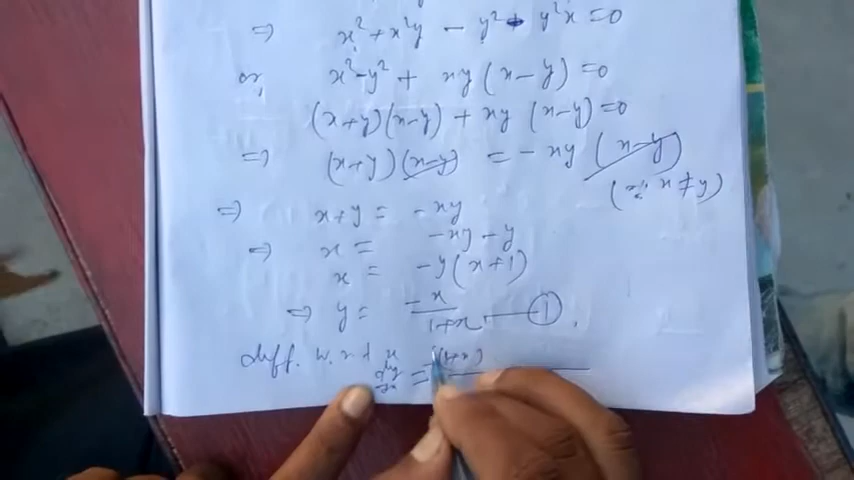 ⇒ x² + x²y - y² - y²x = 0
or, x² - y² + xy (x - y) = 0
(x+y)(x-y) + xy (x-y) = 0
⇒ (x+y)(x-y) = - xy (x-y)
(∵ x ≠ y)
⇒ x+y = -xy
⇒ x = -xy - y
x = -y (x+1)
⇒ y = -x/(1+x) — ①
diff. w.r.t x
dy/dx = (x+1)